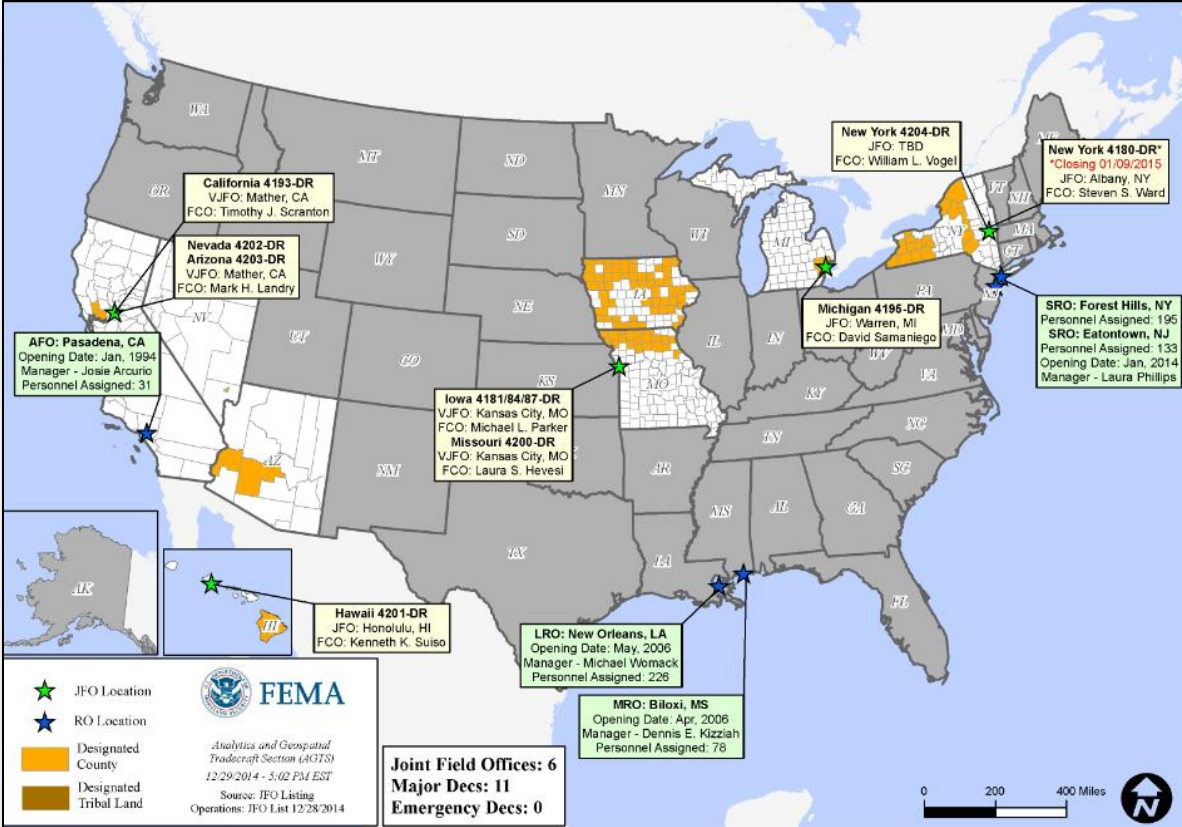 WA
OR
MT
ND
MN
WI
SD
WY
NE
NV
UT
CO
KS
IA
MO
IL
IN
MI
NY
PA
VT
NH
ME
MA
CT
NJ
MD
WV
VA
KY
TN
NC
SC
AZ
NM
TX
AR
LA
MS
AL
GA
FL
AK
HI
California 4193-DR
VJFO: Mather, CA
FCO: Timothy J. Scranton
Nevada 4202-DR
Arizona 4203-DR
VJFO: Mather, CA
FCO: Mark H. Landry
AFO: Pasadena, CA
Opening Date: Jan, 1994
Manager - Josie Arcurio
Personnel Assigned: 31
New York 4204-DR
JFO: TBD
FCO: William L. Vogel
New York 4180-DR*
*Closing 01/09/2015
JFO: Albany, NY
FCO: Steven S. Ward
Michigan 4195-DR
JFO: Warren, MI
FCO: David Samaniego
SRO: Forest Hills, NY
Personnel Assigned: 195
SRO: Eatontown, NJ
Personnel Assigned: 133
Opening Date: Jan, 2014
Manager - Laura Phillips
Iowa 4181/84/87-DR
VJFO: Kansas City, MO
FCO: Michael L. Parker
Missouri 4200-DR
VJFO: Kansas City, MO
FCO: Laura S. Hevesi
Hawaii 4201-DR
JFO: Honolulu, HI
FCO: Kenneth K. Suiso
LRO: New Orleans, LA
Opening Date: May, 2006
Manager - Michael Womack
Personnel Assigned: 226
MRO: Biloxi, MS
Opening Date: Apr, 2006
Manager - Dennis E. Kizziah
Personnel Assigned: 78
JFO Location
RO Location
Designated
County
Designated
Tribal Land
FEMA
Analytics and Geospatial
Tradecraft Section (AGTS)
12/29/2014 - 5:02 PM EST
Source: JFO Listing
Operations: JFO List 12/28/2014
Joint Field Offices: 6
Major Decs: 11
Emergency Decs: 0
0 200 400 Miles
N